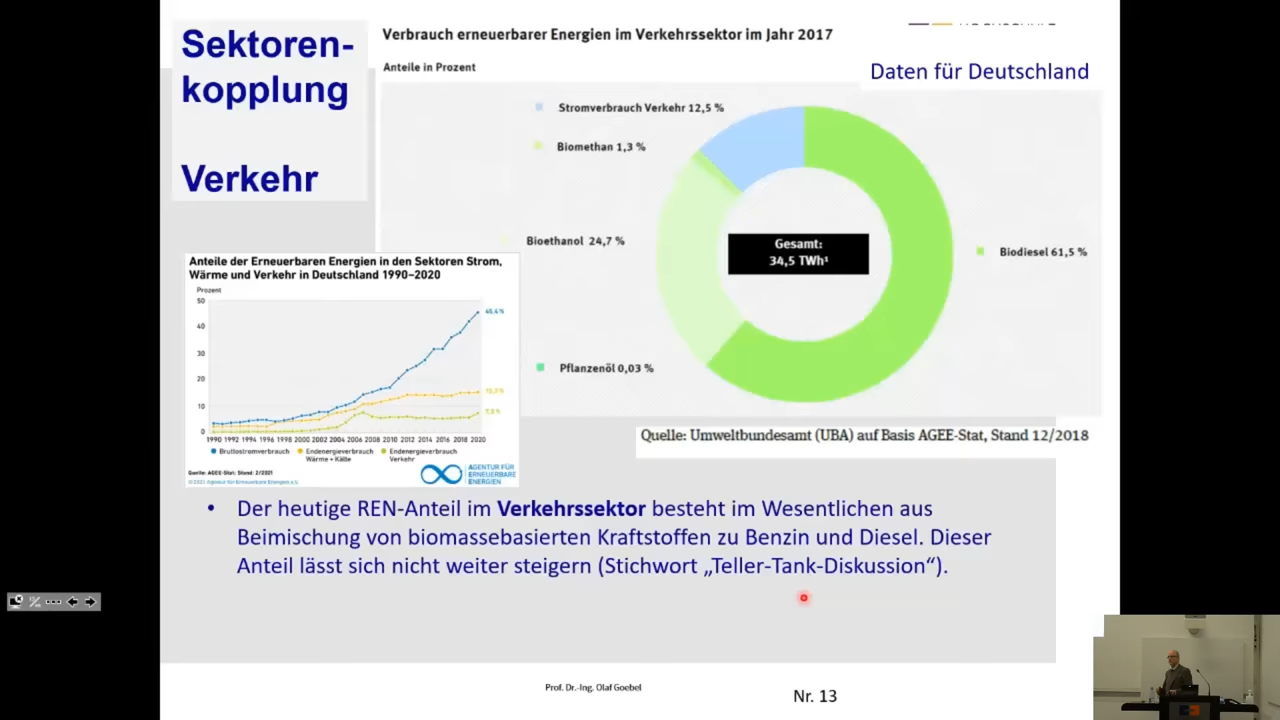 Sektoren-
kopplung
Verkehr
Verbrauch erneuerbarer Energien im Verkehrssektor im Jahr 2017
Anteile in Prozent
Daten für Deutschland
Stromverbrauch Verkehr 12,5 %
Biomethan 1,3 %
Bioethanol 24,7 %
Gesamt:
34,5 TWh¹
Biodiesel 61,5 %
Pflanzenöl 0,03 %
Quelle: Umweltbundesamt (UBA) auf Basis AGEE-Stat, Stand 12/2018
Anteile der Erneuerbaren Energien in den Sektoren Strom,
Wärme und Verkehr in Deutschland 1990–2020
Prozent
50
40
30
20
10
0
45,4 %
1990 1992 1994 1996 1998 2000 2002 2004 2006 2008 2010 2012 2014 2016 2018 2020
Bruttostromverbrauch
Endenergieverbrauch
Wärme + Kälte
Endenergieverbrauch
Verkehr
Quelle: AGEE-Stat; Stand: 2/2021
©2021 Agentur für Erneuerbare Energien e.V.
AGENTUR FÜR
ERNEUERBARE
ENERGIEN
• Der heutige REN-Anteil im Verkehrssektor besteht im Wesentlichen aus
Beimischung von biomassebasierten Kraftstoffen zu Benzin und Diesel. Dieser
Anteil lässt sich nicht weiter steigern (Stichwort „Teller-Tank-Diskussion“).
Prof. Dr.-Ing. Olaf Goebel
Nr. 13